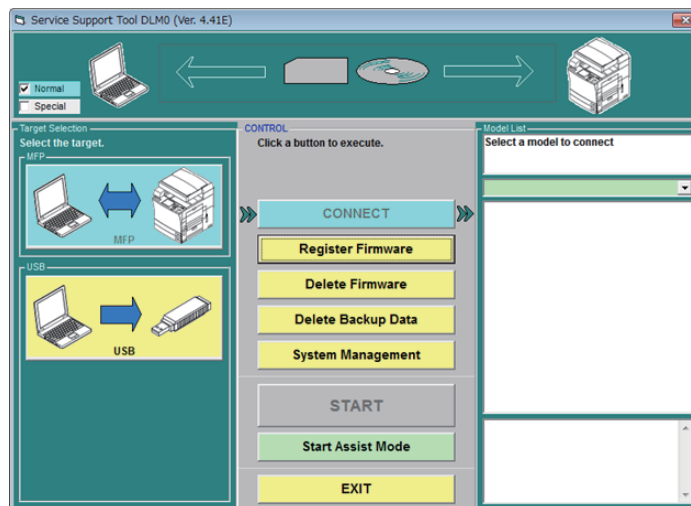 Service Support Tool DLM0 (Ver. 4.41E)
Normal
Special
Target Selection
Select the target.
MFP
MFP
USB
USB
CONTROL
Click a button to execute.
CONNECT
Register Firmware
Delete Firmware
Delete Backup Data
System Management
START
Start Assist Mode
EXIT
Model List
Select a model to connect